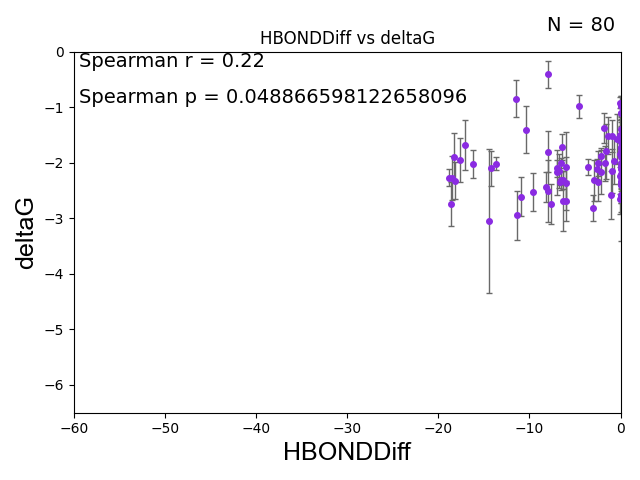 N = 80
HBONDDiff vs deltaG
Spearman r = 0.22
Spearman p = 0.048866598122658096
deltaG
0
−1
−2
−3
−4
−5
−6
−60
−50
−40
−30
−20
−10
0
HBONDDiff